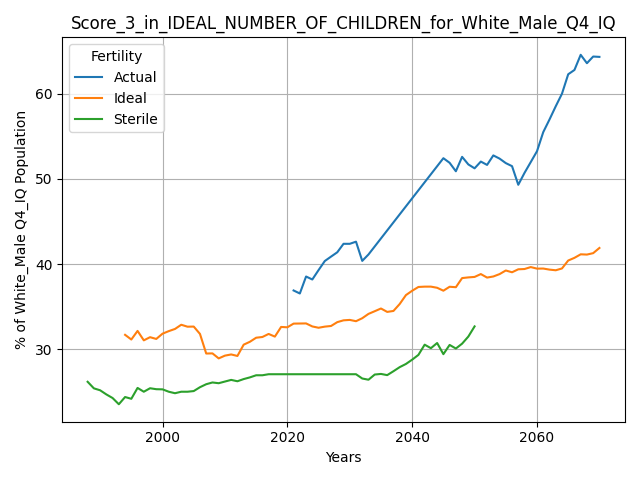 Score_3_in_IDEAL_NUMBER_OF_CHILDREN_for_White_Male_Q4_IQ
Fertility
Actual
Ideal
Sterile
% of White_Male Q4_IQ Population
60
50
40
30
2000 2020 2040 2060
Years